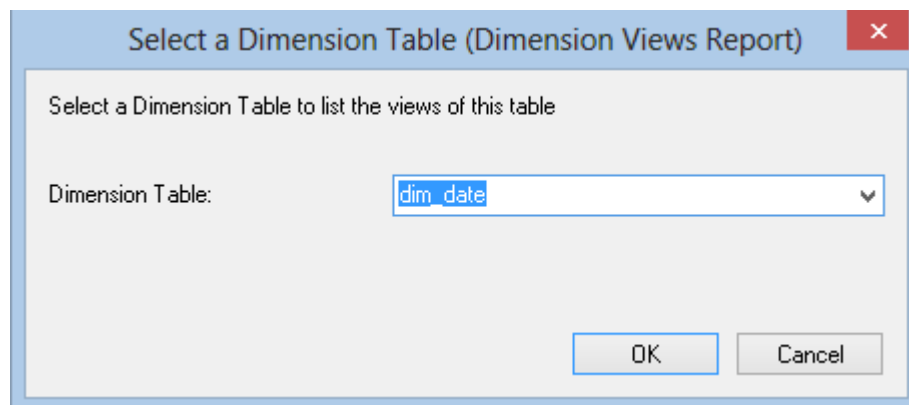 Select a Dimension Table (Dimension Views Report)
Select a Dimension Table to list the views of this table
Dimension Table: dim_date
OK Cancel